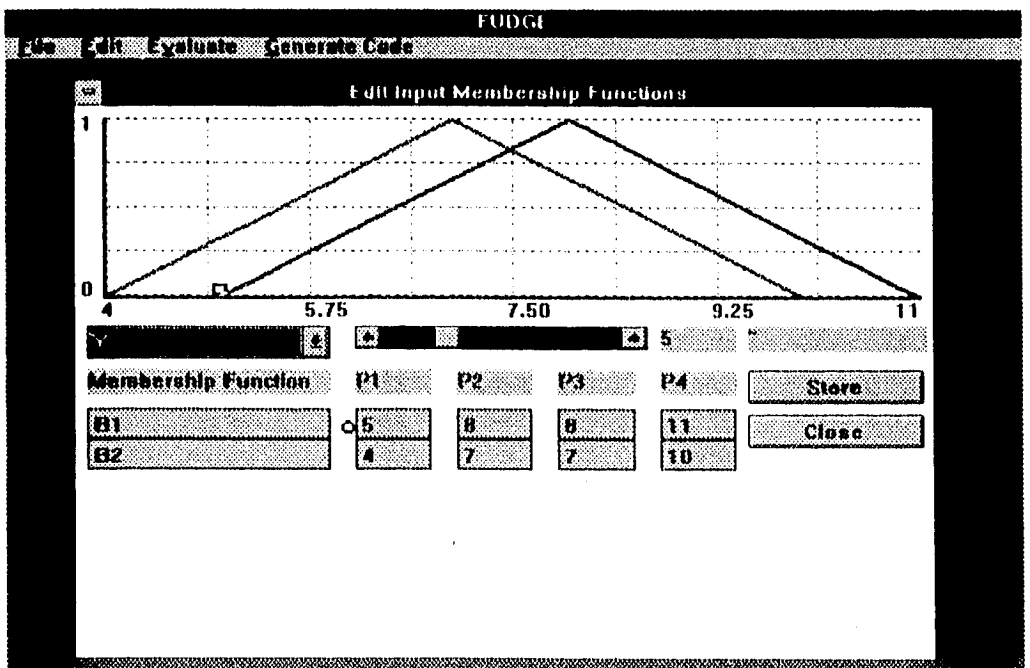 FUDGE
File Edit Evaluate Generate Code
Edit Input Membership Functions
1
0
4 5.75 7.50 9.25 11
Y 5
Membership Function P1 P2 P3 P4 Store
B1 5 8 8 11 Close
B2 4 7 7 10